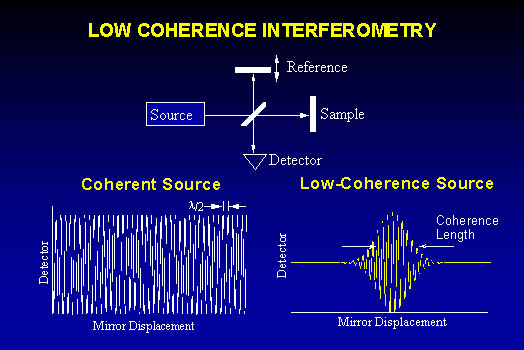 LOW COHERENCE INTERFEROMETRY
Reference
Source
Sample
Detector
Coherent Source
λ/2
Detector
Mirror Displacement
Low-Coherence Source
Coherence
Length
Detector
Mirror Displacement